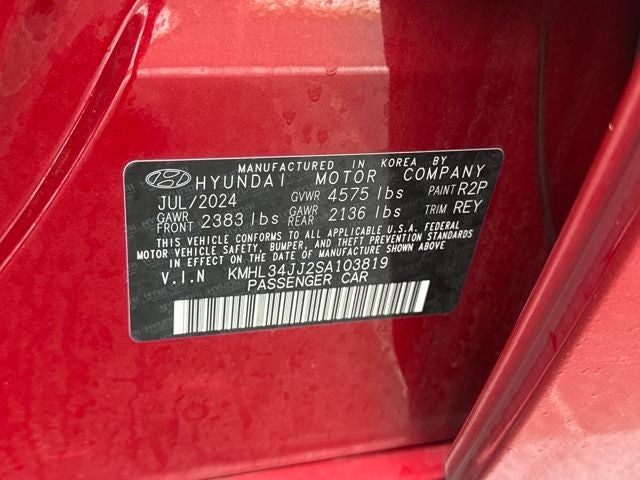 MANUFACTURED IN KOREA BY
HYUNDAI MOTOR COMPANY
JUL/2024 GVWR 4575 lbs PAINT R2P
GAWR FRONT 2383 lbs GAWR REAR 2136 lbs TRIM REY
THIS VEHICLE CONFORMS TO ALL APPLICABLE U.S.A. FEDERAL
MOTOR VEHICLE SAFETY, BUMPER, AND THEFT PREVENTION STANDARDS
IN EFFECT ON THE DATE OF MANUFACTURE SHOWN ABOVE.
V.I.N KMHL34JJ2SA103819
PASSENGER CAR